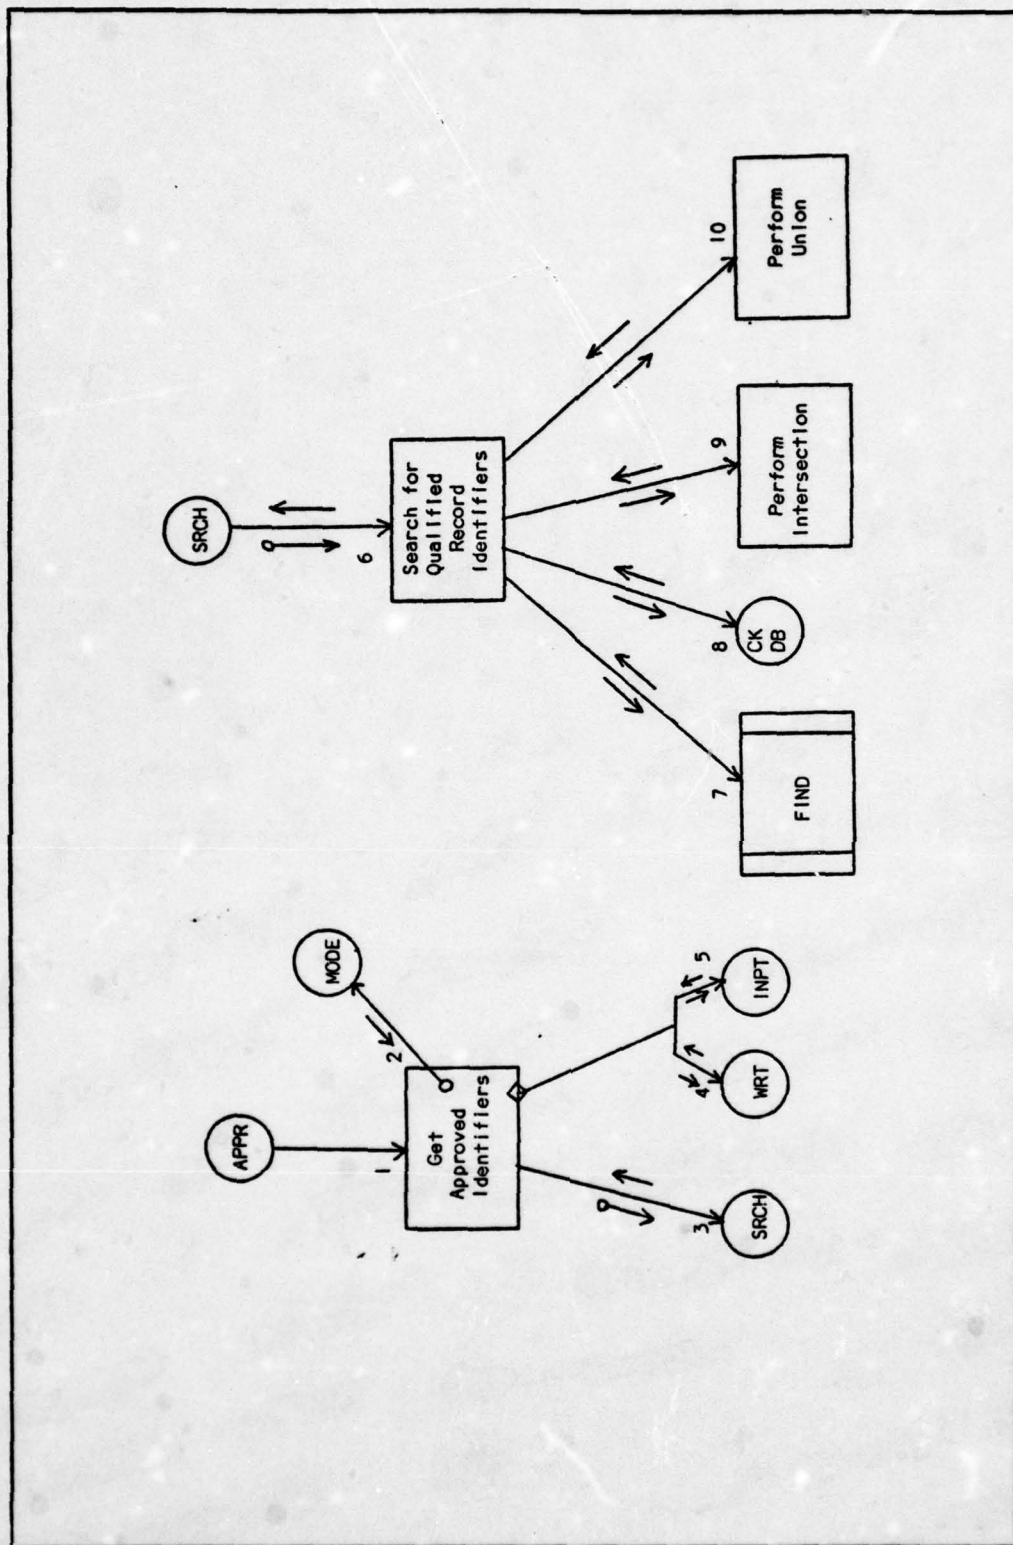 APPR
1
Get
Approved
Identifiers
2
MODE
3
SRCH
4
WRT
5
INPT
SRCH
6
Search for
Qualified
Record
Identifiers
7
FIND
8
CK
DB
9
Perform
Intersection
10
Perform
Union